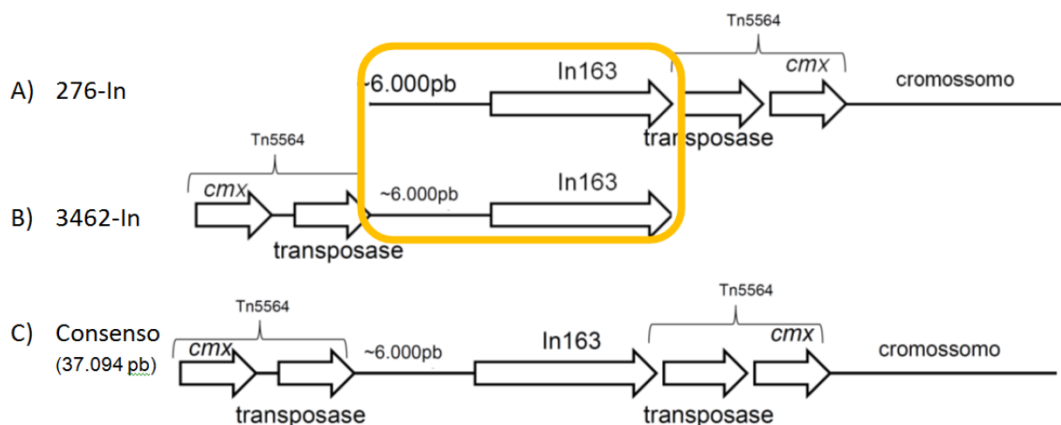 Tn5564
A) 276-In ~6.000pb In163 cmx cromossomo
transposase
Tn5564
B) 3462-In cmx ~6.000pb In163
transposase
Tn5564 Tn5564
C) Consenso cmx ~6.000pb In163 cmx cromossomo
(37.094 pb)
transposase transposase